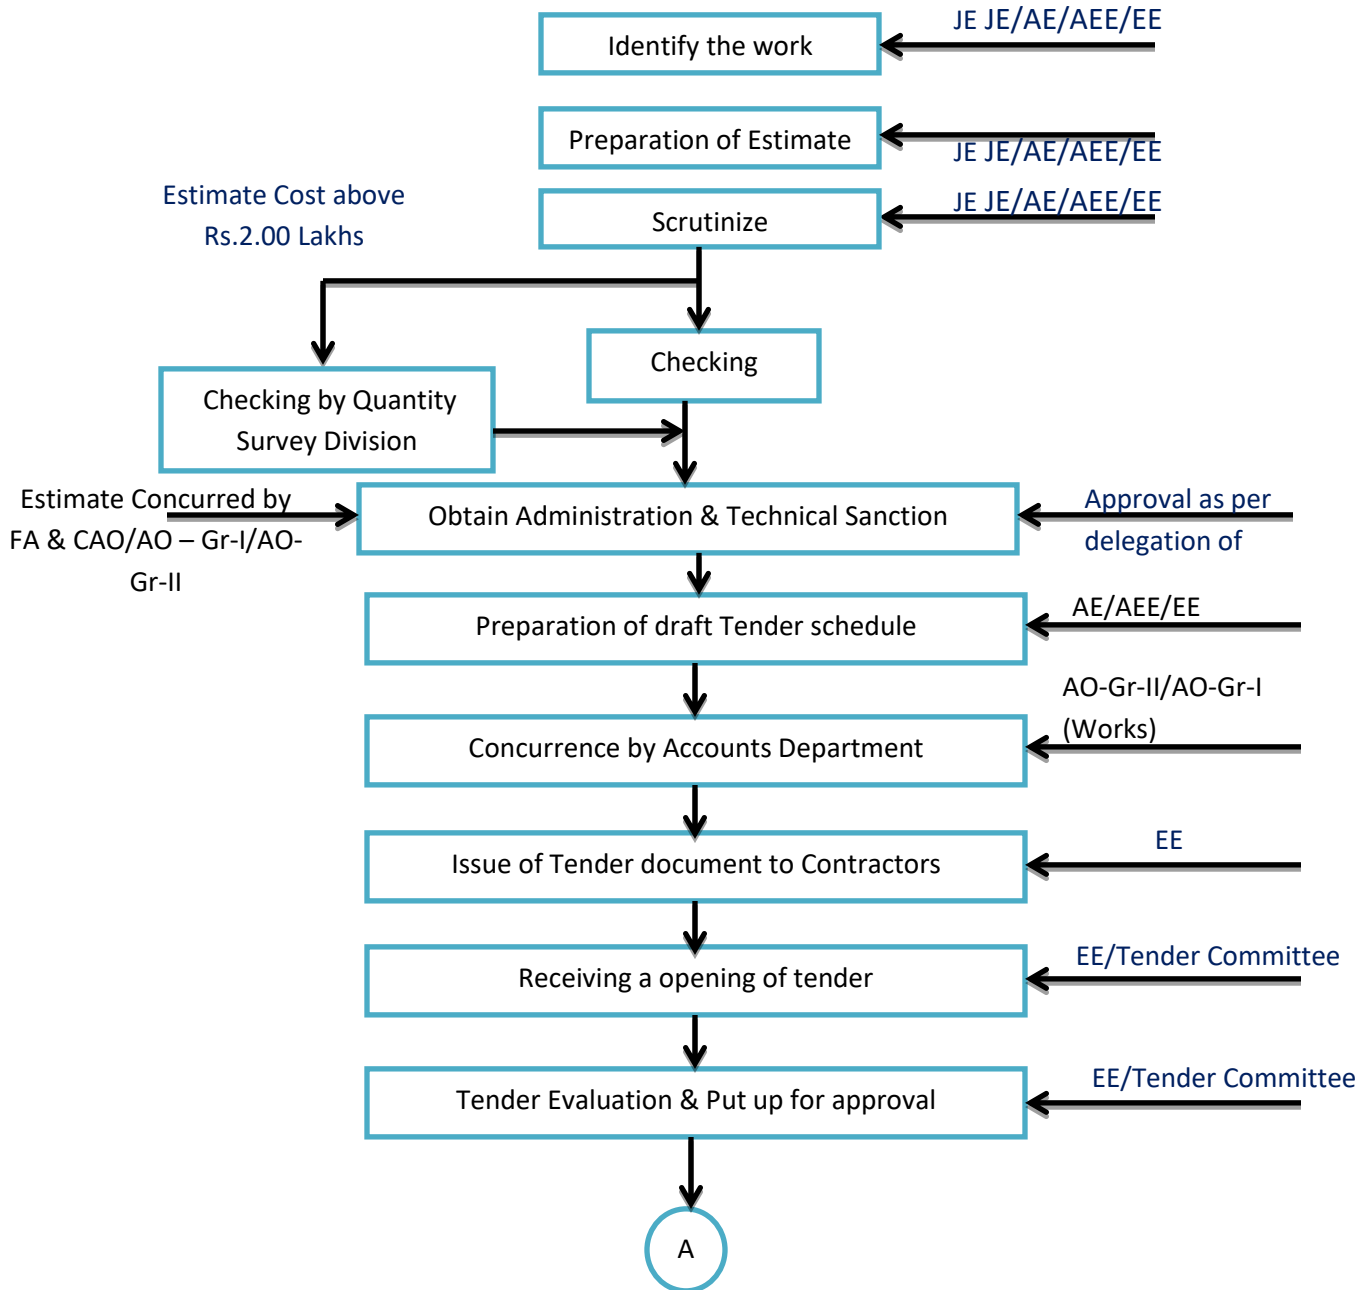 JE JE/AE/AEE/EE
Identify the work
Preparation of Estimate
JE JE/AE/AEE/EE
Estimate Cost above
Rs.2.00 Lakhs
JE JE/AE/AEE/EE
Scrutinize
Checking
Checking by Quantity
Survey Division
Estimate Concurred by
FA & CAO/AO – Gr-I/AO-
Gr-II
Obtain Administration & Technical Sanction
Approval as per
delegation of
Preparation of draft Tender schedule
AE/AEE/EE
AO-Gr-II/AO-Gr-I
(Works)
Concurrence by Accounts Department
Issue of Tender document to Contractors
EE
Receiving a opening of tender
EE/Tender Committee
Tender Evaluation & Put up for approval
EE/Tender Committee
A